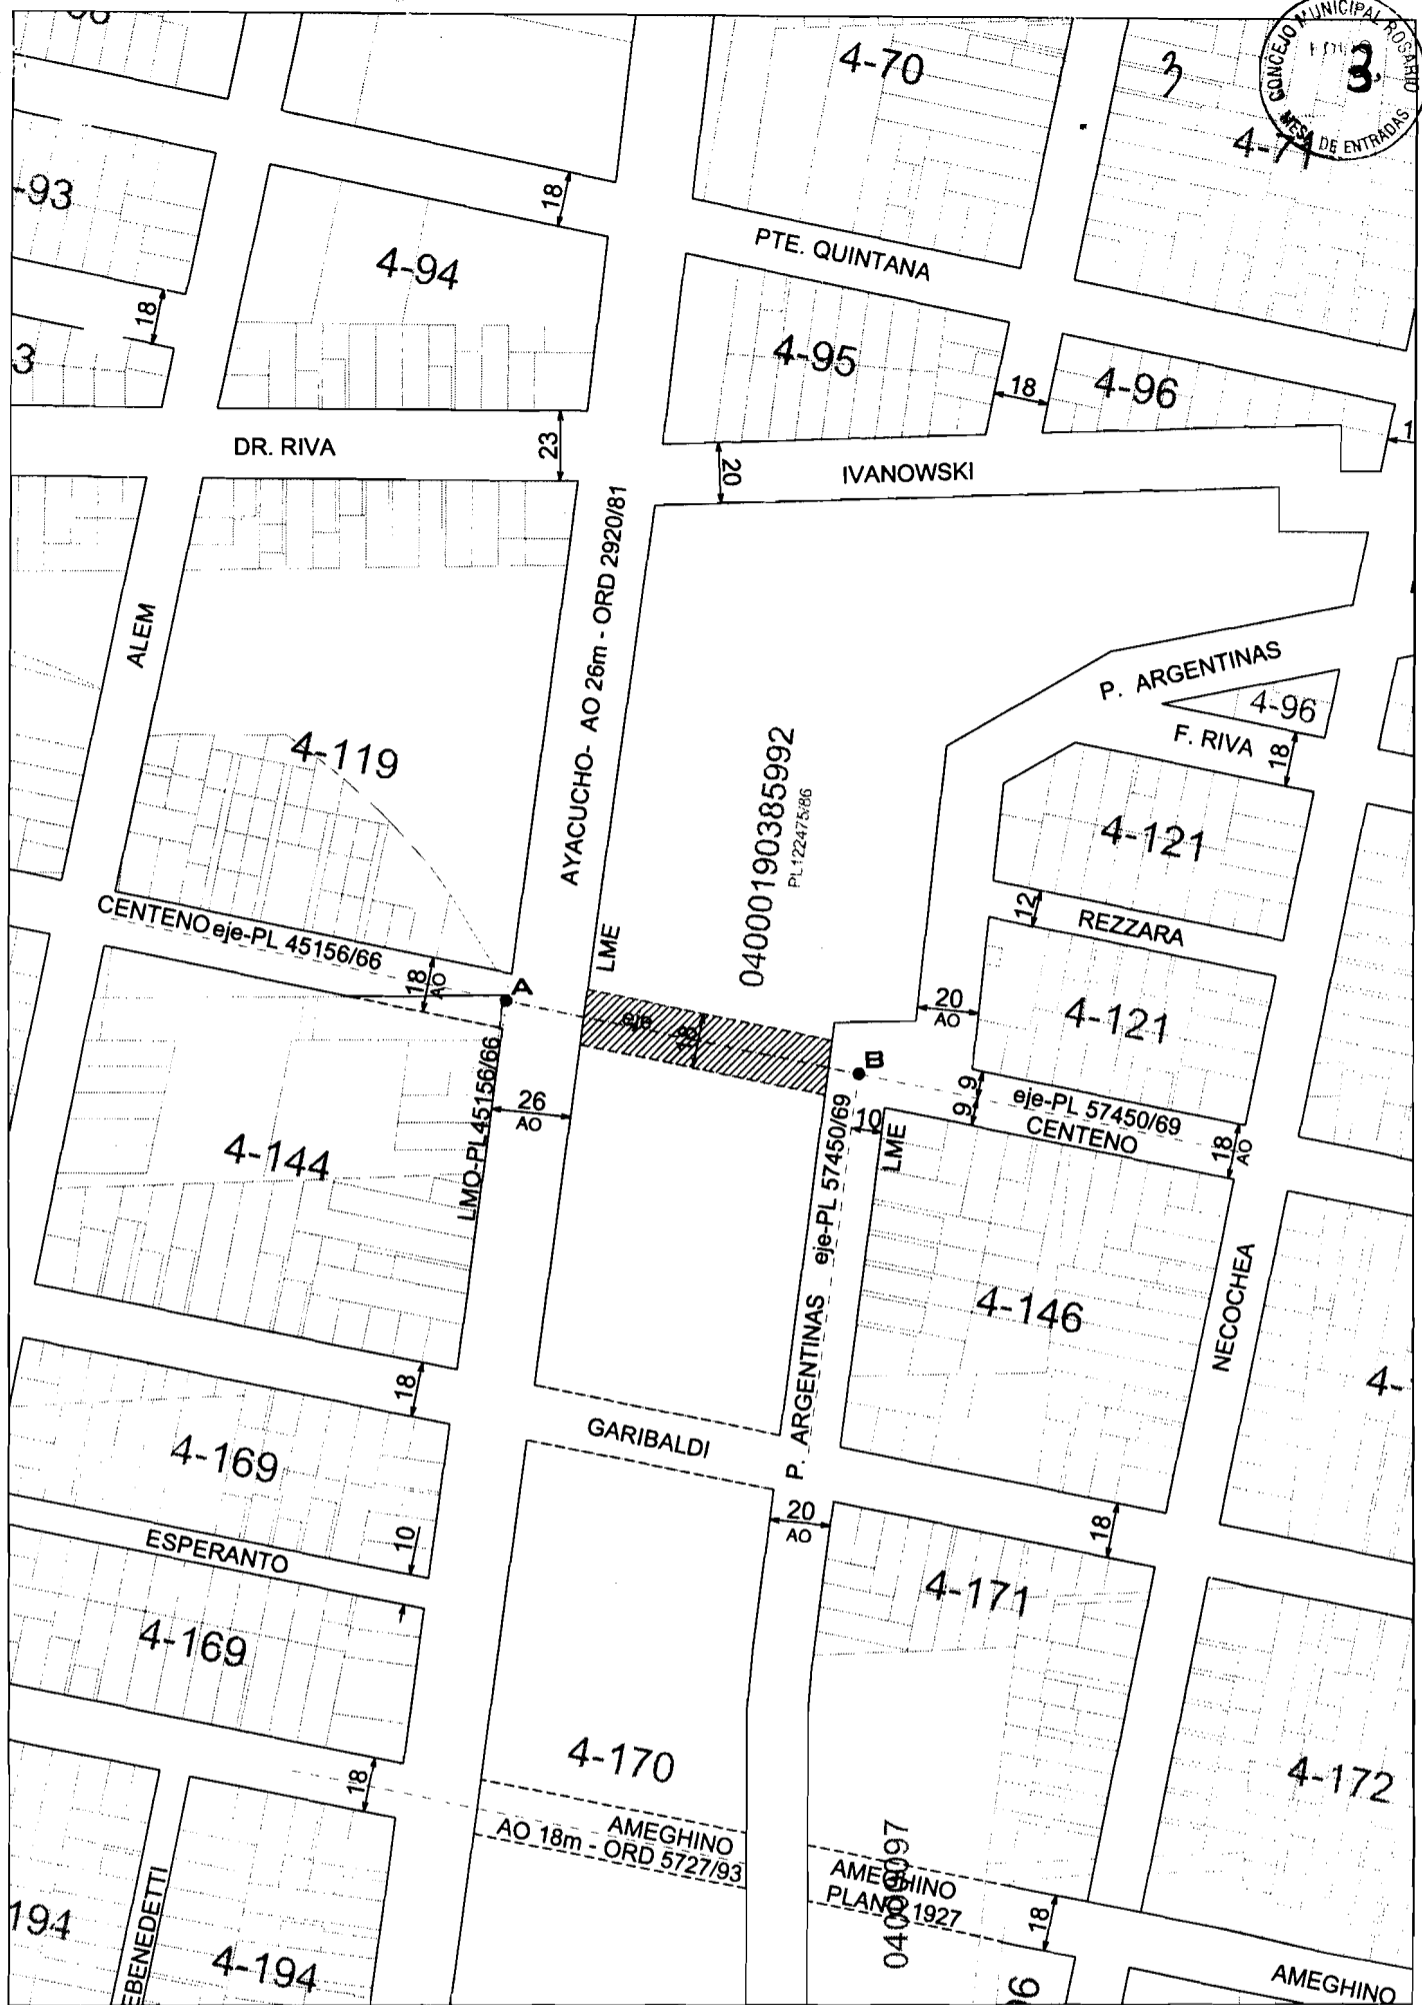 CONCEJO MUNICIPAL ROSARIO
3
MESA DE ENTRADAS
3
4-70
4-71
-93
18
4-94
PTE. QUINTANA
18
3
4-95
18
4-96
DR. RIVA
23
20
IVANOWSKI
1
ALEM
AYACUCHO- AO 26m - ORD 2920/81
P. ARGENTINAS
4-96
F. RIVA
18
4-119
04000190385992
PL122475/86
4-121
12
REZZARA
CENTENO eje-PL 45156/66
18
AO
A
LME
20
AO
4-121
eje
18
B
LMO-PL45156/66
26
AO
9
9
eje-PL 57450/69
CENTENO
18
AO
10
LME
4-144
P. ARGENTINAS eje-PL 57450/69
4-146
NECOCHEA
4-
18
GARIBALDI
4-169
20
AO
18
10
ESPERANTO
4-171
4-169
4-170
18
4-172
AMEGHINO
AO 18m - ORD 5727/93
AMEGHINO
PLANO 1927
18
194
EBENEDETTI
4-194
AMEGHINO